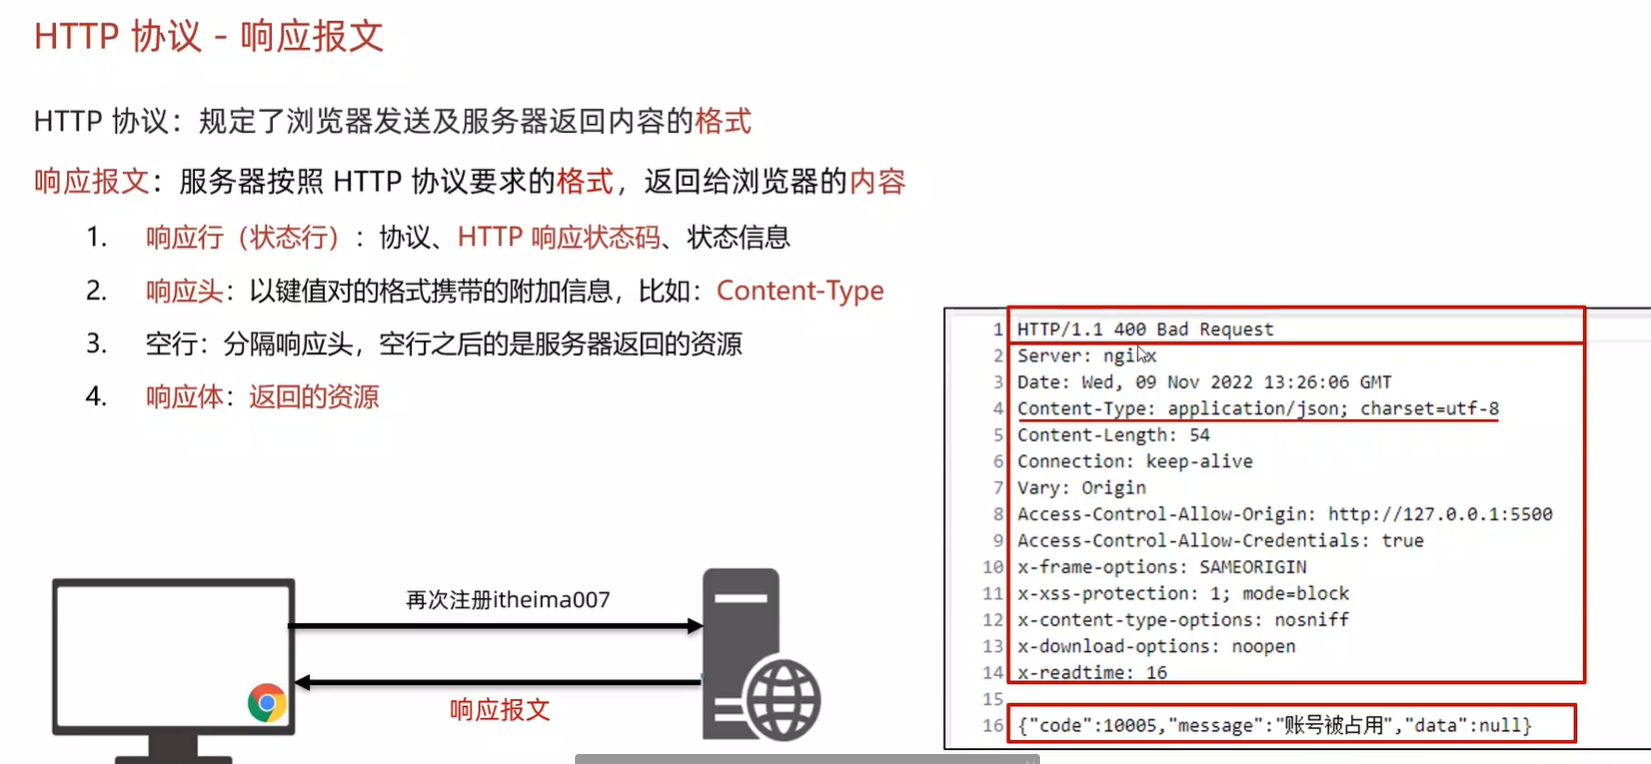 HTTP 协议 - 响应报文
HTTP 协议：规定了浏览器发送及服务器返回内容的格式
响应报文：服务器按照 HTTP 协议要求的格式，返回给浏览器的内容
1. 响应行（状态行）：协议、HTTP 响应状态码、状态信息
2. 响应头：以键值对的格式携带的附加信息，比如：Content-Type
3. 空行：分隔响应头，空行之后的是服务器返回的资源
4. 响应体：返回的资源
再次注册itheima007
响应报文
1 HTTP/1.1 400 Bad Request
2 Server: nginx
3 Date: Wed, 09 Nov 2022 13:26:06 GMT
4 Content-Type: application/json; charset=utf-8
5 Content-Length: 54
6 Connection: keep-alive
7 Vary: Origin
8 Access-Control-Allow-Origin: http://127.0.0.1:5500
9 Access-Control-Allow-Credentials: true
10 x-frame-options: SAMEORIGIN
11 x-xss-protection: 1; mode=block
12 x-content-type-options: nosniff
13 x-download-options: noopen
14 x-readtime: 16
15
16 {"code":10005,"message":"账号被占用","data":null}